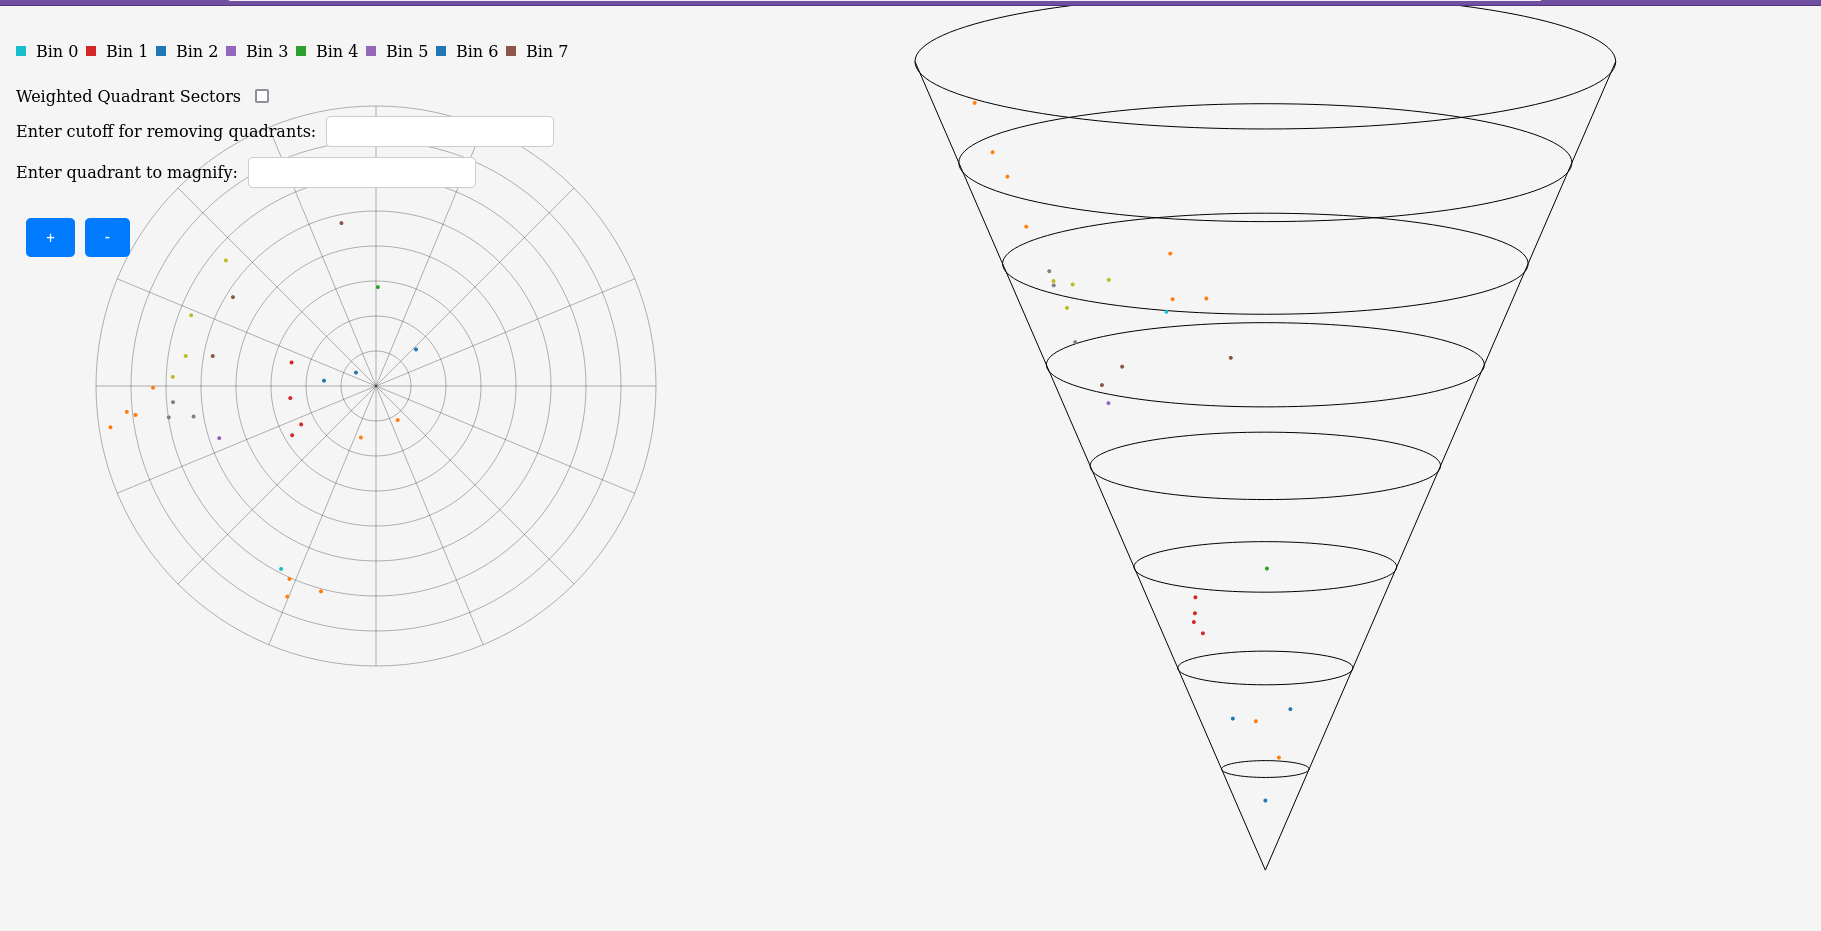 Bin 0 Bin 1 Bin 2 Bin 3 Bin 4 Bin 5 Bin 6 Bin 7
Weighted Quadrant Sectors
Enter cutoff for removing quadrants:
Enter quadrant to magnify:
+ -